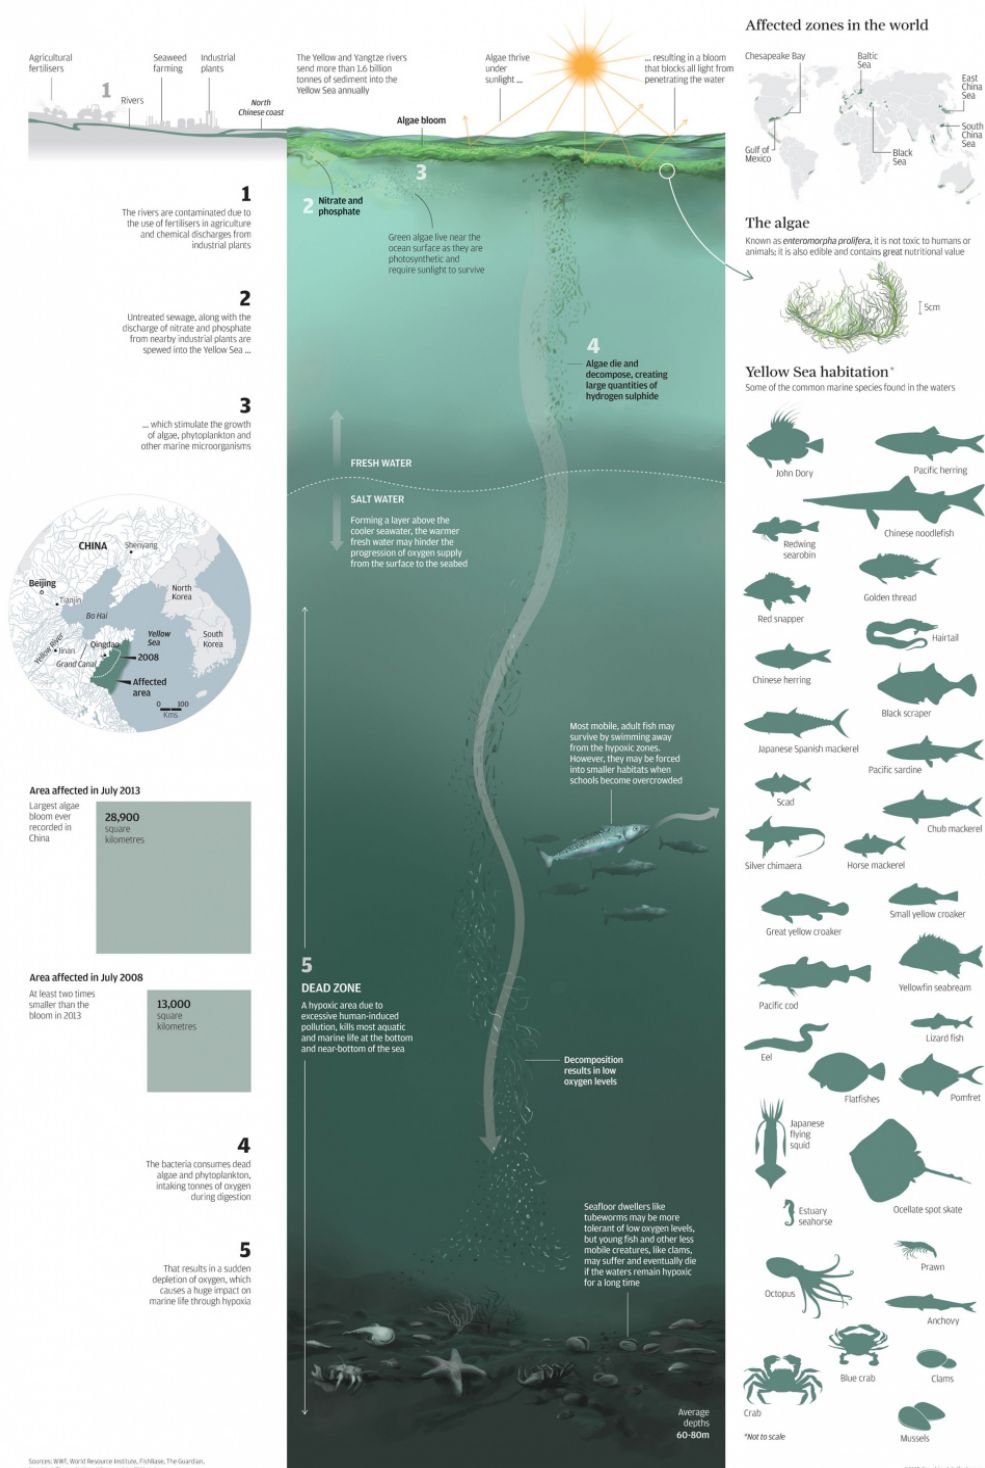 Agricultural
fertilisers
Seaweed
farming
Industrial
plants
1
Rivers
North
Chinese coast
The Yellow and Yangtze rivers
send more than 1.6 billion
tonnes of sediment into the
Yellow Sea annually
Algae thrive
under
sunlight ...
... resulting in a bloom
that blocks all light from
penetrating the water
Algae bloom
3
2
Nitrate and
phosphate
Green algae live near the
ocean surface as they are
photosynthetic and
require sunlight to survive
4
Algae die and
decompose, creating
large quantities of
hydrogen sulphide
FRESH WATER
SALT WATER
Forming a layer above the
cooler seawater, the warmer
fresh water may hinder the
progression of oxygen supply
from the surface to the seabed
Most mobile, adult fish may
survive by swimming away
from the hypoxic zones.
However, they may be forced
into smaller habitats when
schools become overcrowded
5
DEAD ZONE
A hypoxic area due to
excessive human-induced
pollution, kills most aquatic
and marine life at the bottom
and near-bottom of the sea
Decomposition
results in low
oxygen levels
Seafloor dwellers like
tubeworms may be more
tolerant of low oxygen levels,
but young fish and other less
mobile creatures, like clams,
may suffer and eventually die
if the waters remain hypoxic
for a long time
Average
depths
60-80m
1
The rivers are contaminated due to
the use of fertilisers in agriculture
and chemical discharges from
industrial plants
2
Untreated sewage, along with the
discharge of nitrate and phosphate
from nearby industrial plants are
spewed into the Yellow Sea ...
3
... which stimulate the growth
of algae, phytoplankton and
other marine microorganisms
CHINA
Shenyang
Beijing
Tianjin
North
Korea
Bo Hai
Yellow
Sea
South
Korea
Yellow River
Jinan
Qingdao
Grand Canal
2008
Affected
area
0 100
Kms
Area affected in July 2013
Largest algae
bloom ever
recorded in
China
28,900
square
kilometres
Area affected in July 2008
At least two times
smaller than the
bloom in 2013
13,000
square
kilometres
4
The bacteria consumes dead
algae and phytoplankton,
intaking tonnes of oxygen
during digestion
5
That results in a sudden
depletion of oxygen, which
causes a huge impact on
marine life through hypoxia
Sources: WWF, World Resource Institute, FishBase, The Guardian,
Affected zones in the world
Chesapeake Bay
Baltic
Sea
East
China
Sea
South
China
Sea
Gulf of
Mexico
Black
Sea
The algae
Known as enteromorpha prolifera, it is not toxic to humans or
animals; it is also edible and contains great nutritional value
5cm
Yellow Sea habitation*
Some of the common marine species found in the waters
John Dory
Pacific herring
Chinese noodlefish
Redwing
searobin
Golden thread
Red snapper
Hairtail
Chinese herring
Black scraper
Japanese Spanish mackerel
Pacific sardine
Scad
Chub mackerel
Silver chimaera
Horse mackerel
Small yellow croaker
Great yellow croaker
Yellowfin seabream
Pacific cod
Lizard fish
Eel
Flatfishes
Pomfret
Japanese
flying
squid
Ocellate spot skate
Estuary
seahorse
Prawn
Octopus
Anchovy
Blue crab
Clams
Crab
Mussels
*Not to scale